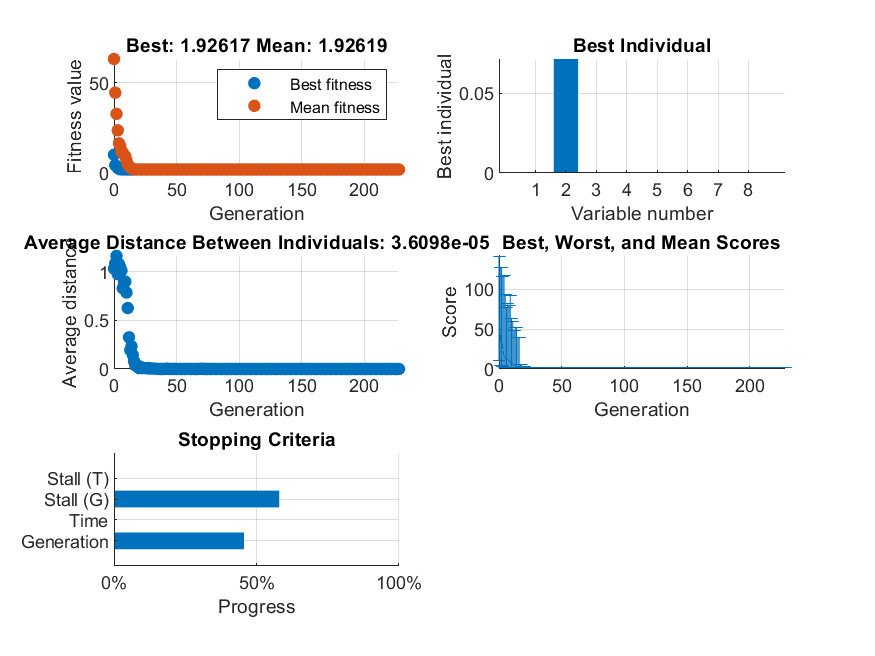 Best: 1.92617 Mean: 1.92619
Fitness value
50
0
Best fitness
Mean fitness
0 50 100 150 200
Generation
Best Individual
Best individual
0.05
0
1 2 3 4 5 6 7 8
Variable number
Average Distance Between Individuals: 3.6098e-05
Average distance
1
0.5
0
0 50 100 150 200
Generation
Best, Worst, and Mean Scores
Score
100
50
0
0 50 100 150 200
Generation
Stopping Criteria
Stall (T)
Stall (G)
Time
Generation
0% 50% 100%
Progress